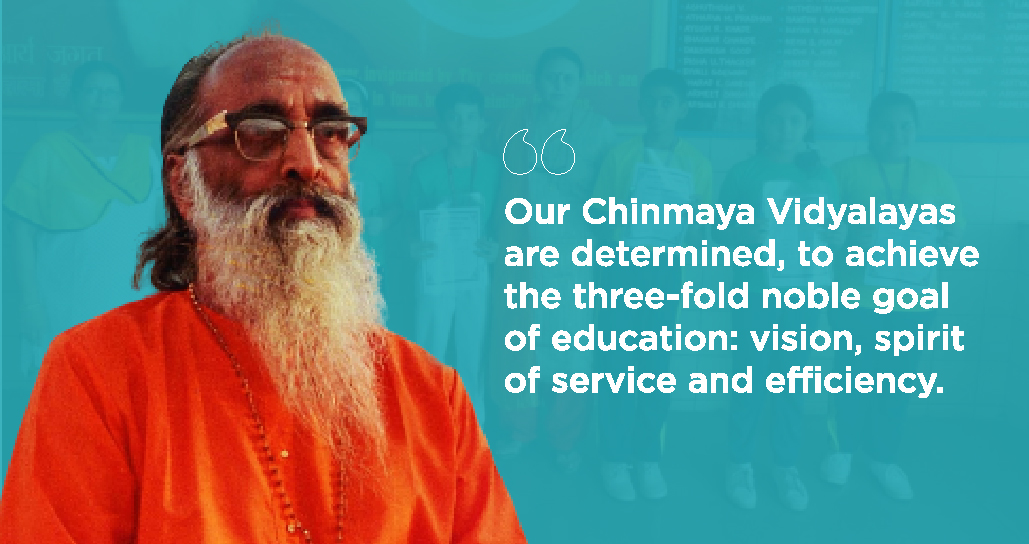 Our Chinmaya Vidyalayas
are determined, to achieve
the three-fold noble goal
of education: vision, spirit
of service and efficiency.